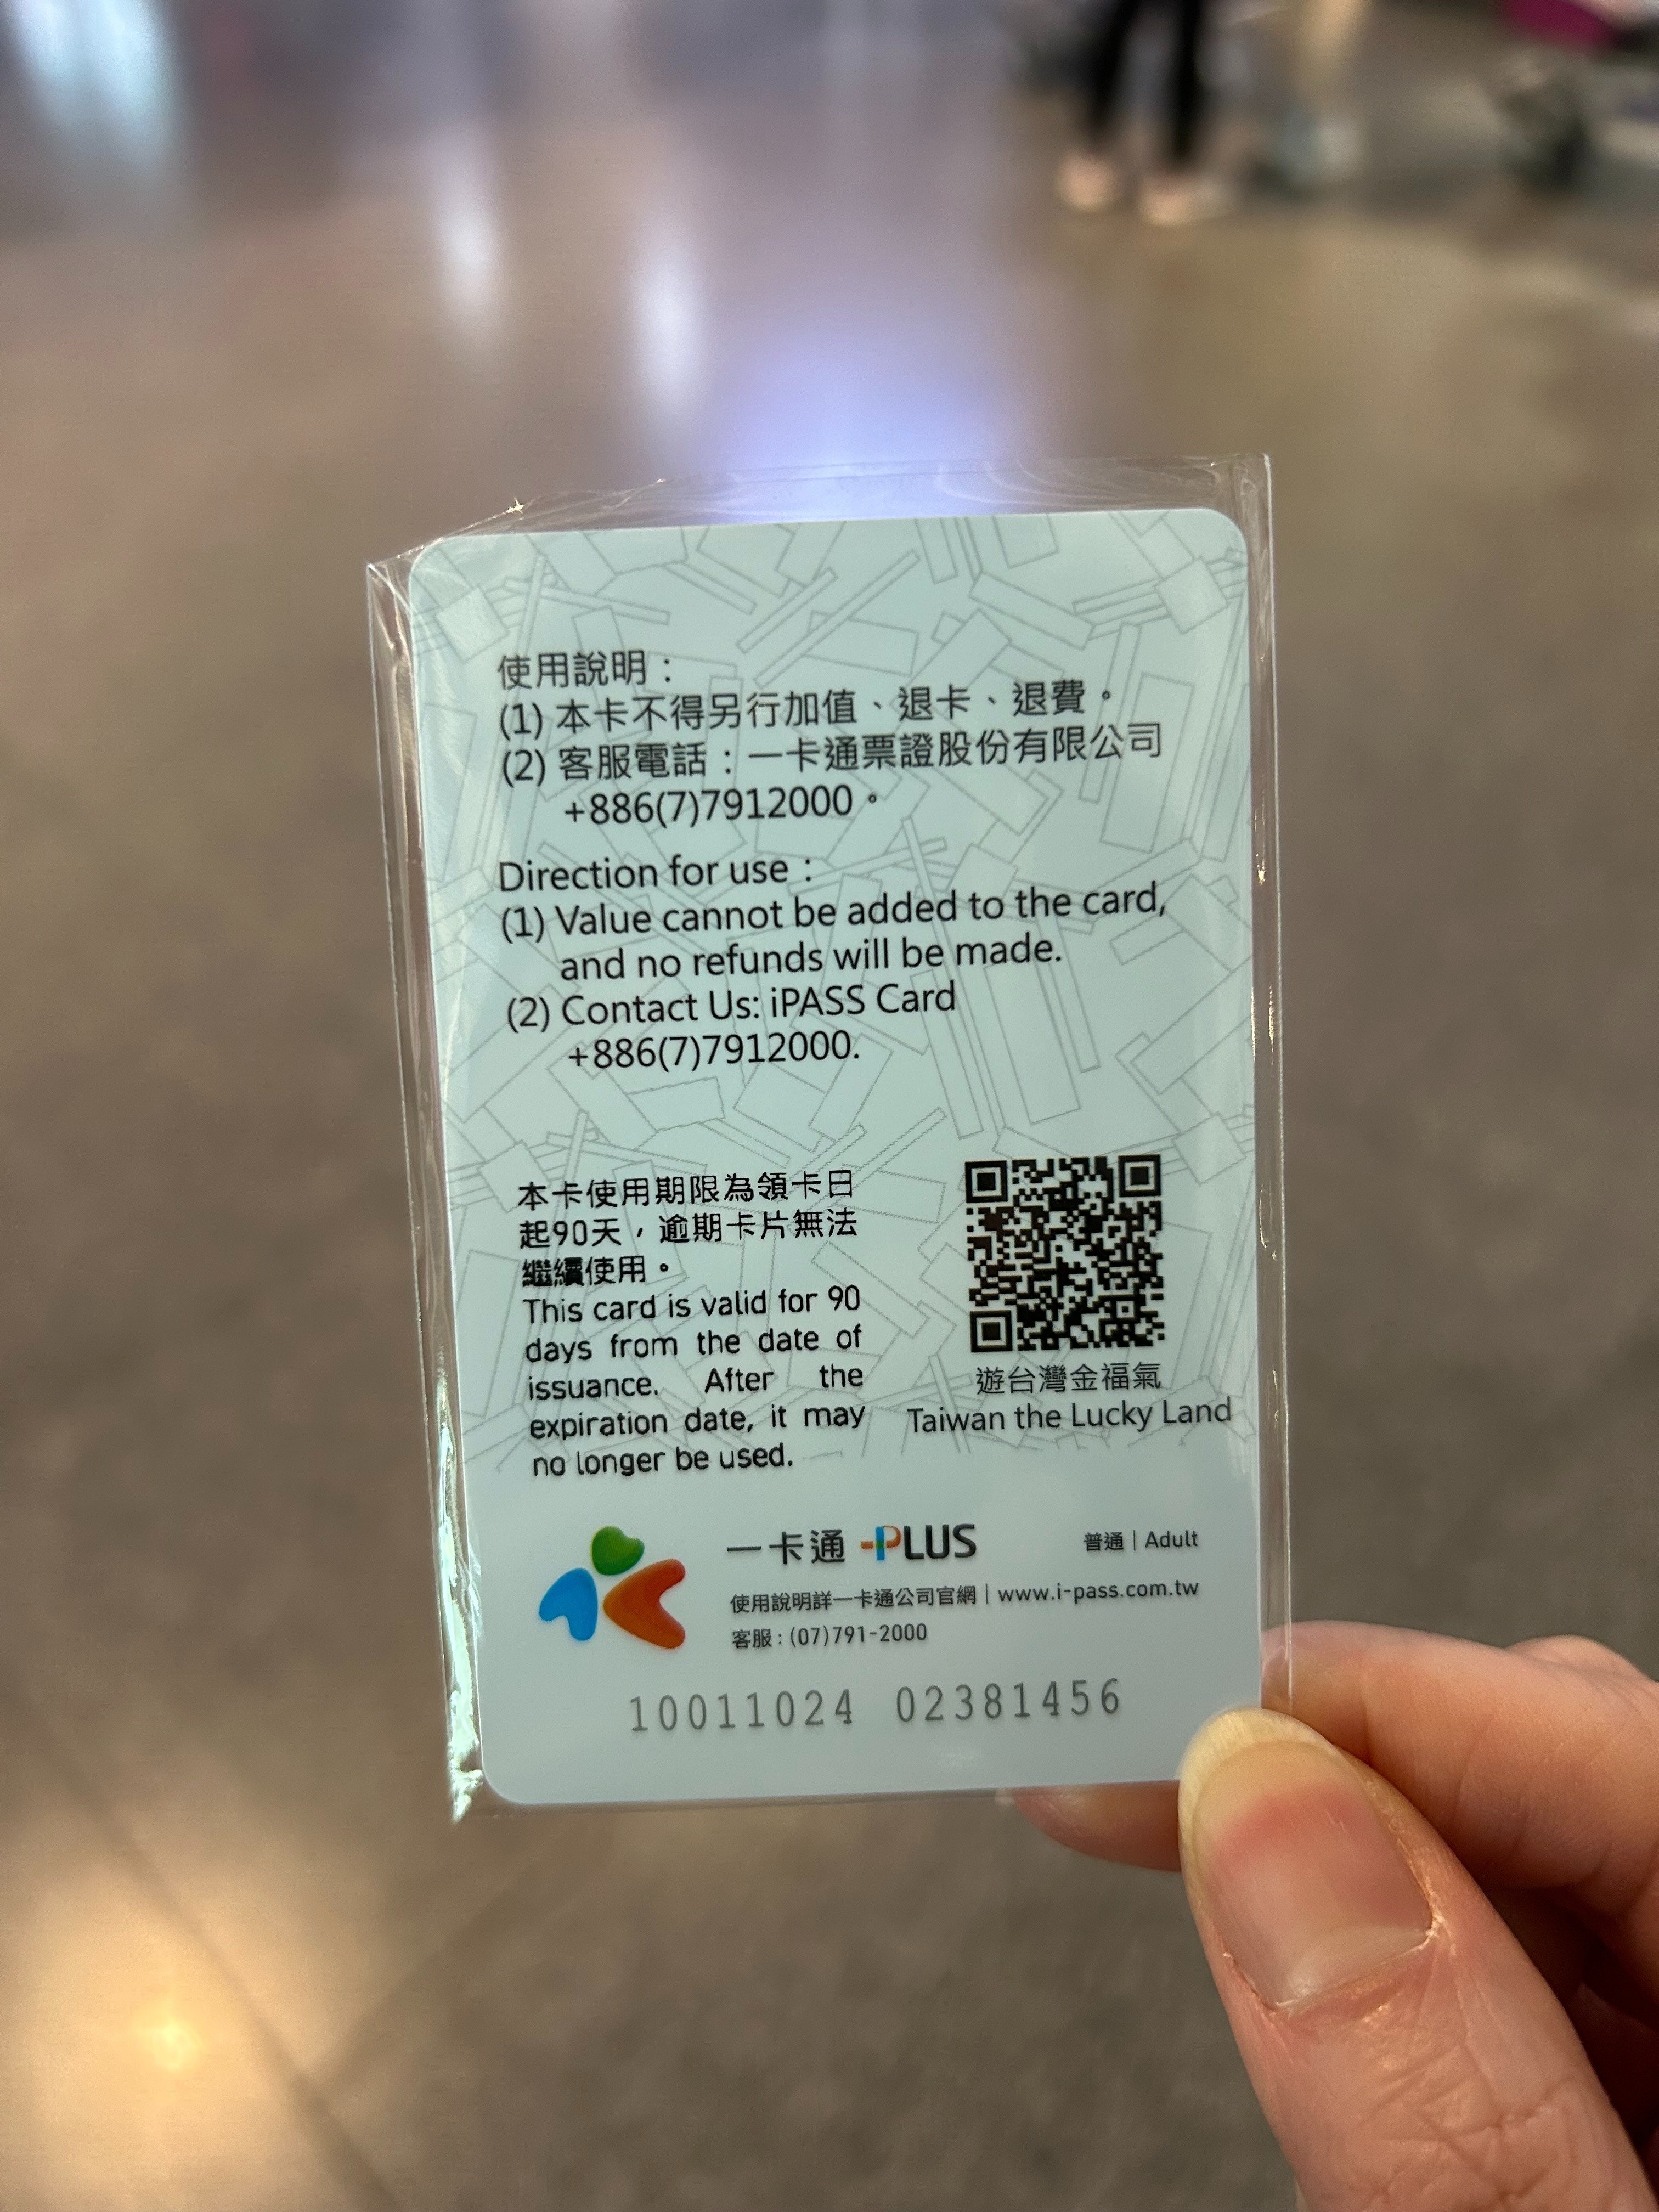 使用說明：
(1) 本卡不得另行加值、退卡、退費。
(2) 客服電話：一卡通票證股份有限公司
+886(7)7912000。
Direction for use：
(1) Value cannot be added to the card,
and no refunds will be made.
(2) Contact Us: iPASS Card
+886(7)7912000.
本卡使用期限為領卡日
起90天，逾期卡片無法
繼續使用。
This card is valid for 90
days from the date of
issuance. After the
expiration date, it may
no longer be used.
遊台灣金福氣
Taiwan the Lucky Land
一卡通 PLUS 普通｜Adult
使用說明詳一卡通公司官網｜www.i-pass.com.tw
客服：(07)791-2000
10011024 02381456